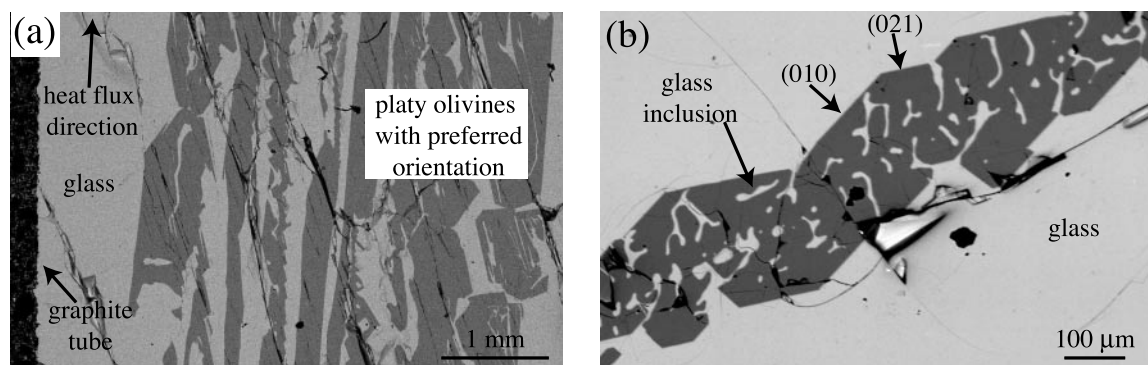 (a)
heat flux
direction
glass
graphite
tube
platy olivines
with preferred
orientation
1 mm
(b)
(021)
(010)
glass
inclusion
glass
100 μm